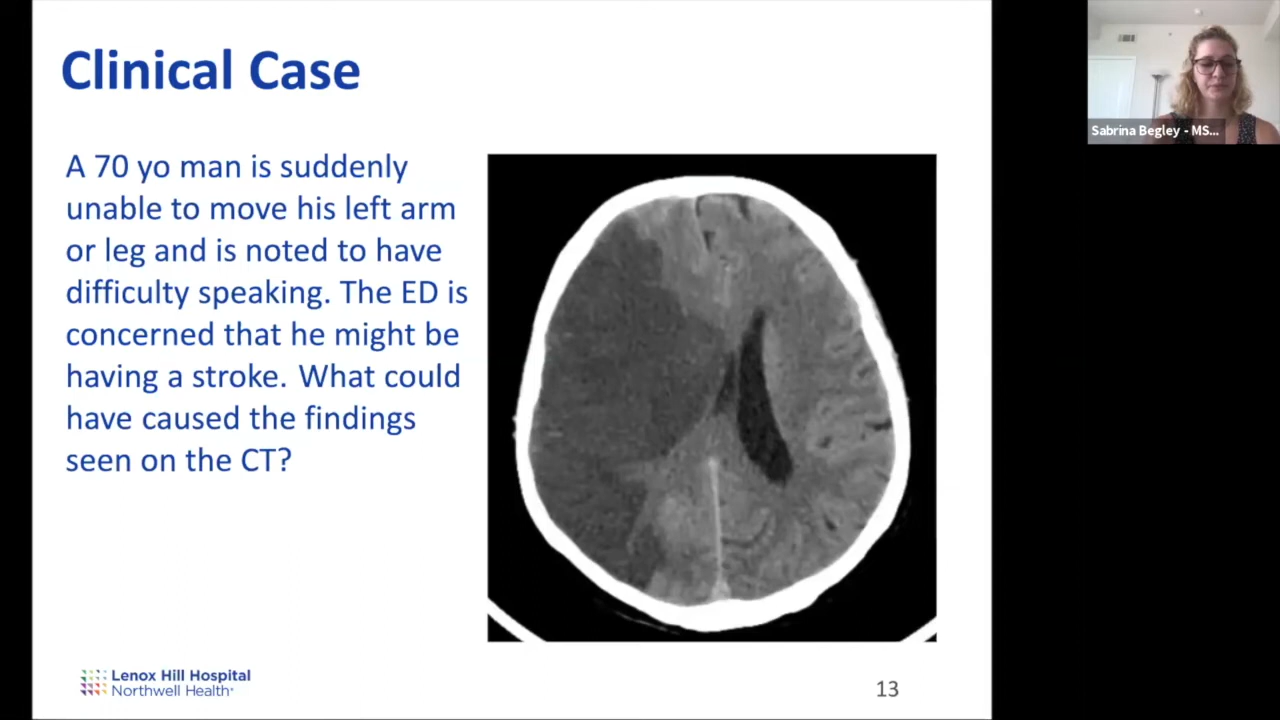 Clinical Case
A 70 yo man is suddenly
unable to move his left arm
or leg and is noted to have
difficulty speaking. The ED is
concerned that he might be
having a stroke. What could
have caused the findings
seen on the CT?
Lenox Hill Hospital
Northwell Health
13
Sabrina Begley - MS...